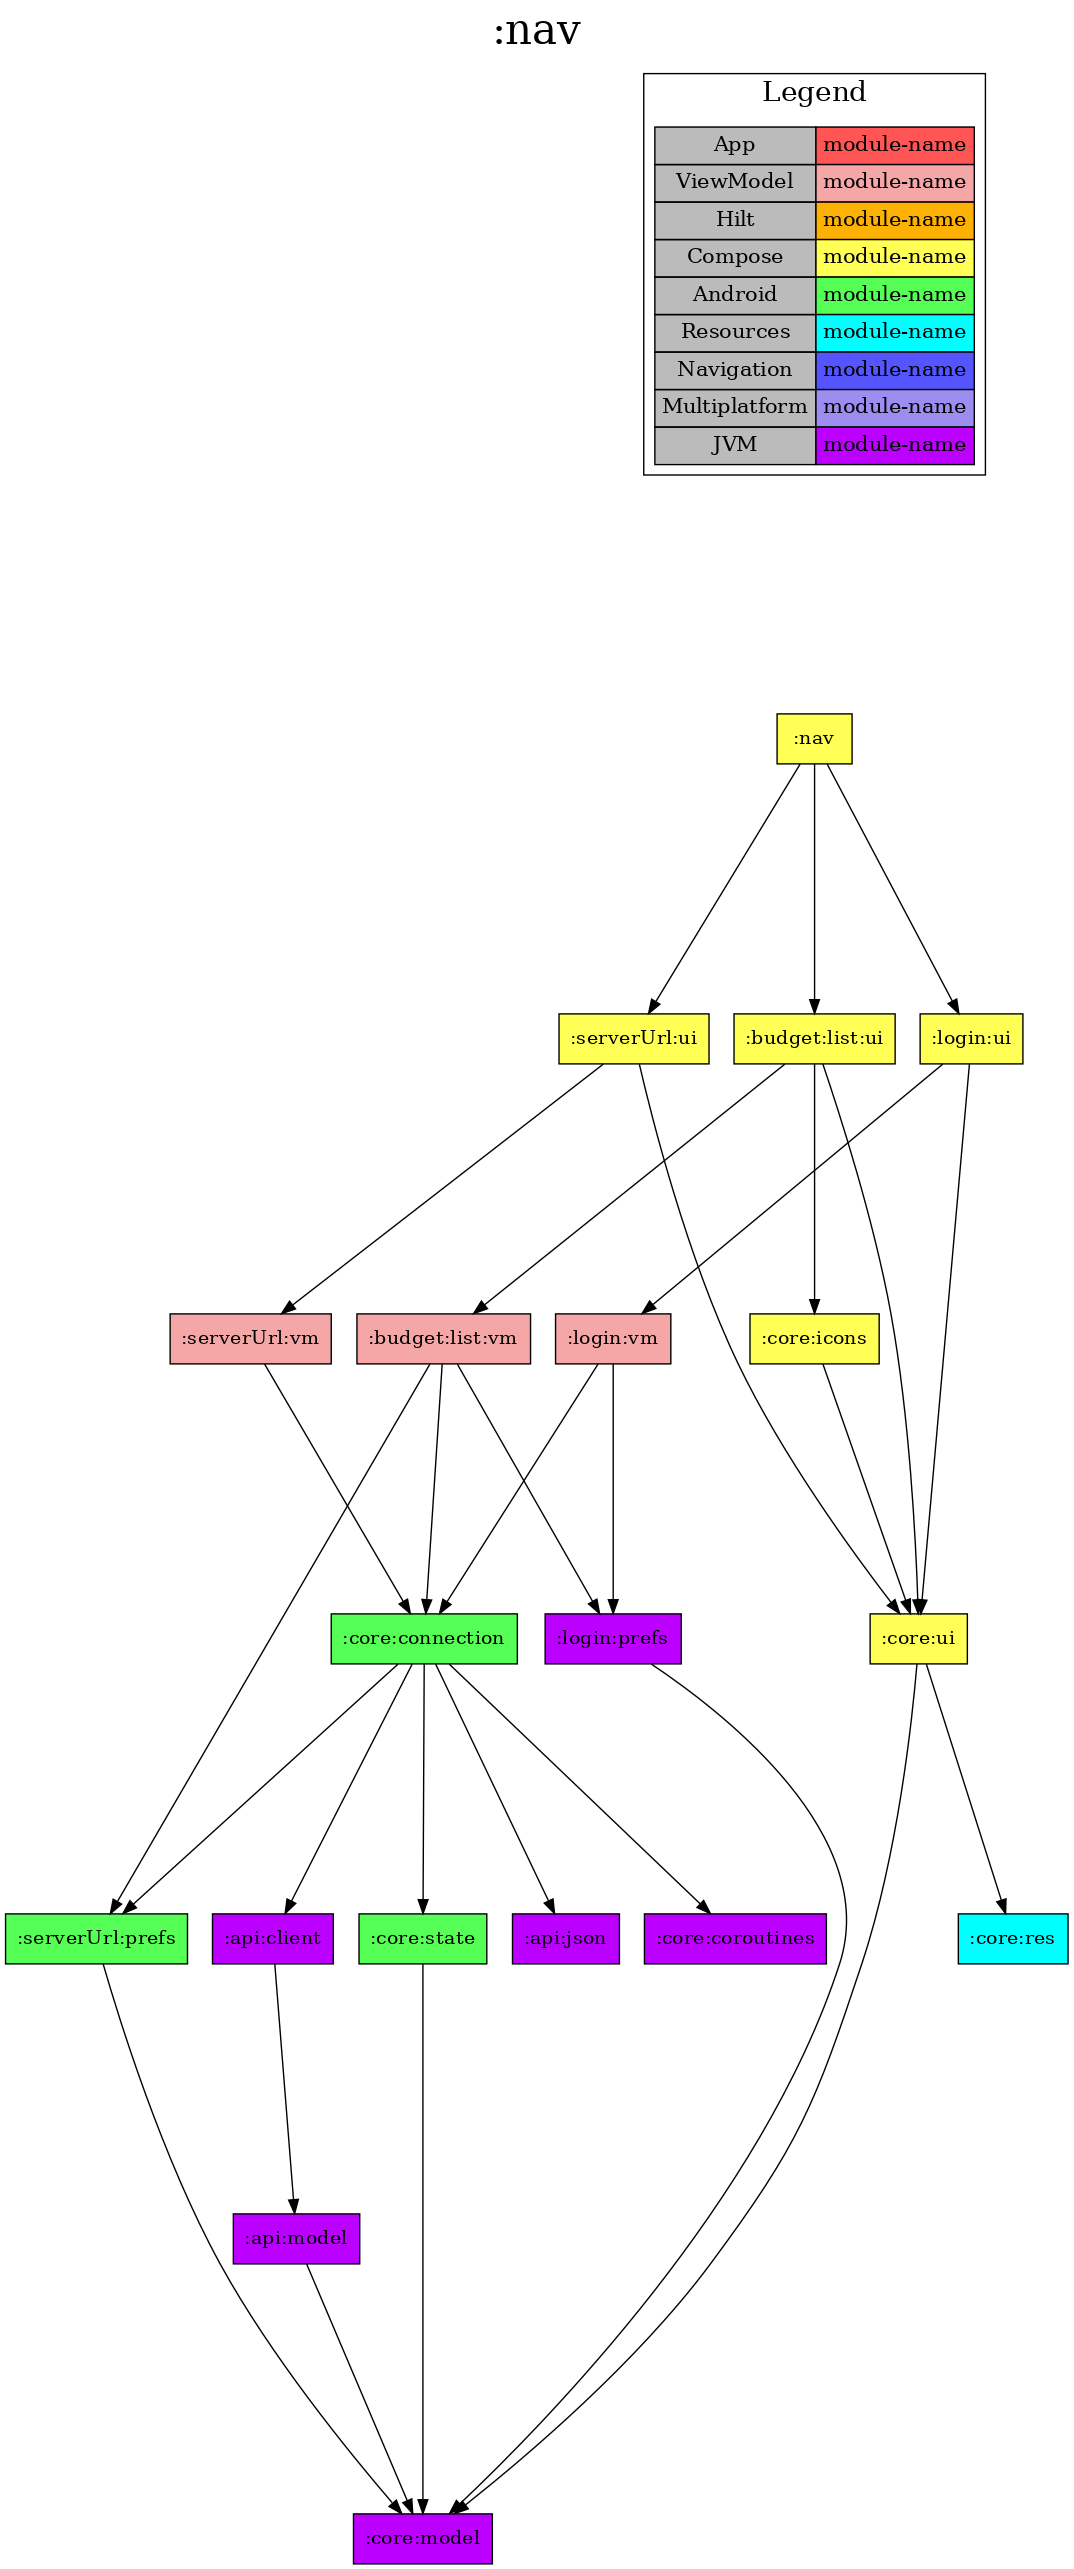 :nav
Legend
App module-name
ViewModel module-name
Hilt module-name
Compose module-name
Android module-name
Resources module-name
Navigation module-name
Multiplatform module-name
JVM module-name
:nav
:serverUrl:ui :budget:list:ui :login:ui
:serverUrl:vm :budget:list:vm :login:vm :core:icons
:core:connection :login:prefs :core:ui
:serverUrl:prefs :api:client :core:state :api:json :core:coroutines :core:res
:api:model
:core:model